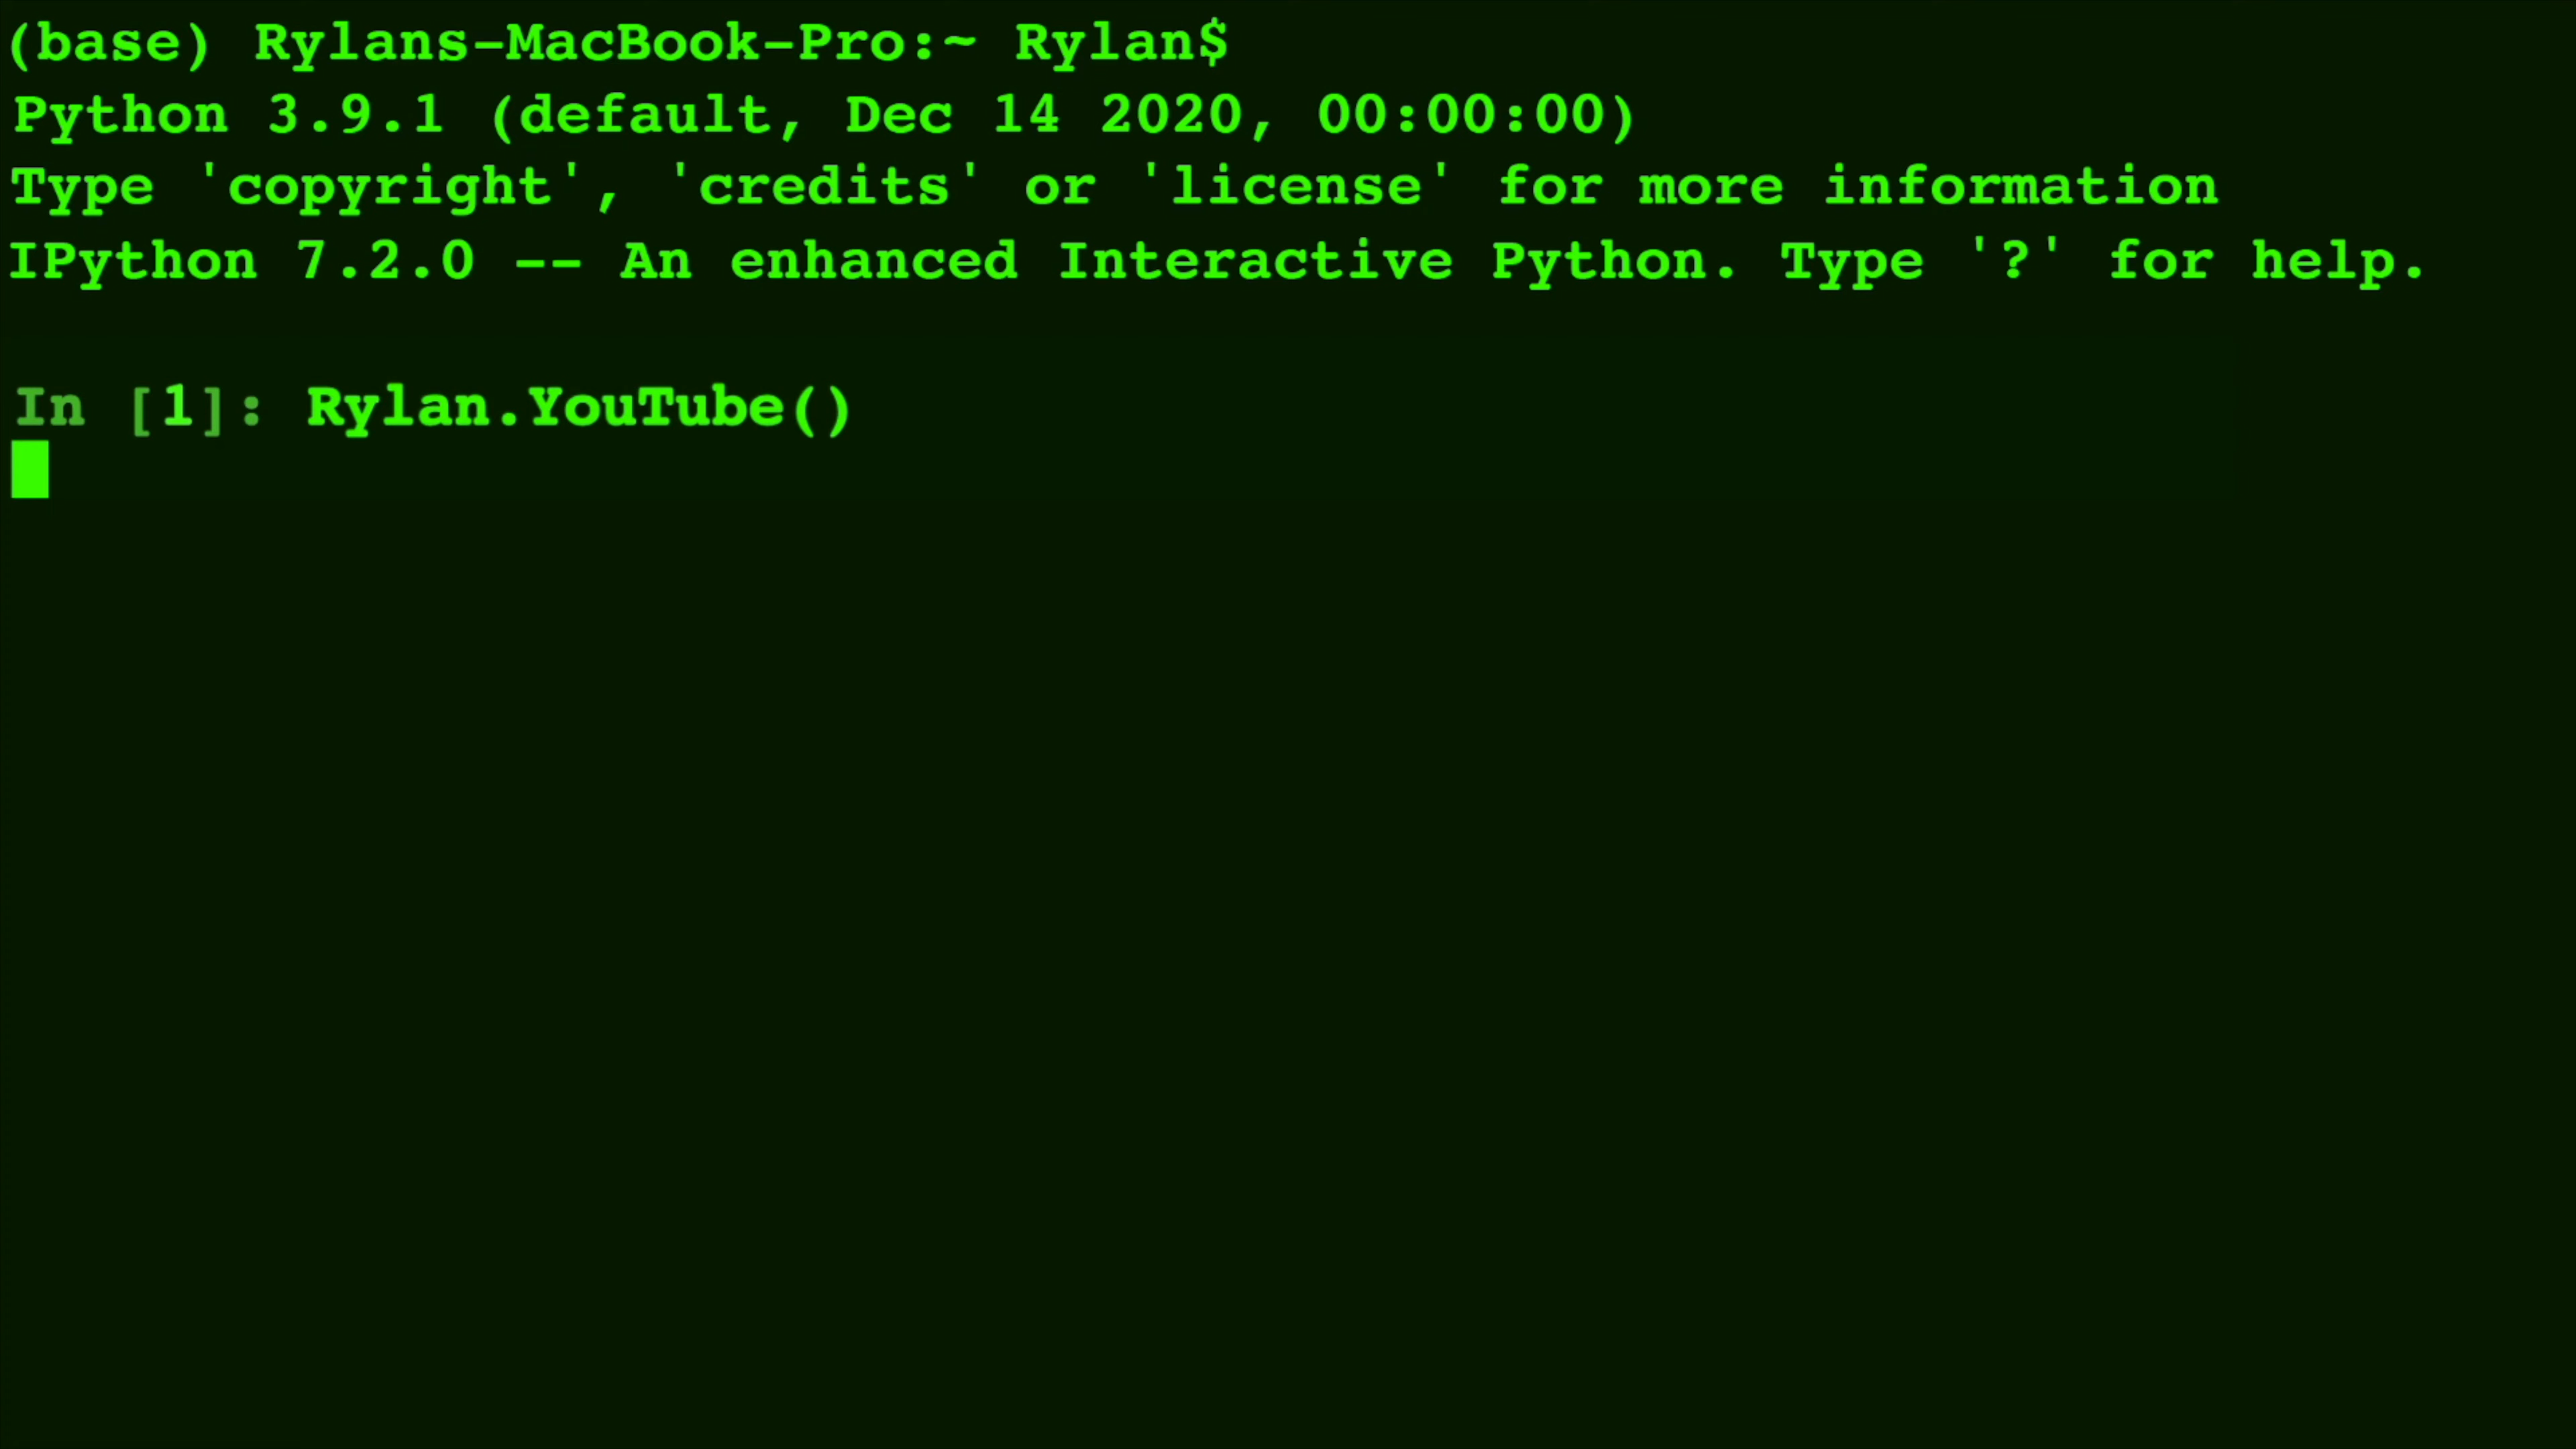 (base) Rylans-MacBook-Pro:~ Rylan$
Python 3.9.1 (default, Dec 14 2020, 00:00:00)
Type 'copyright', 'credits' or 'license' for more information
IPython 7.2.0 -- An enhanced Interactive Python. Type '?' for help.
In [1]: Rylan.YouTube()